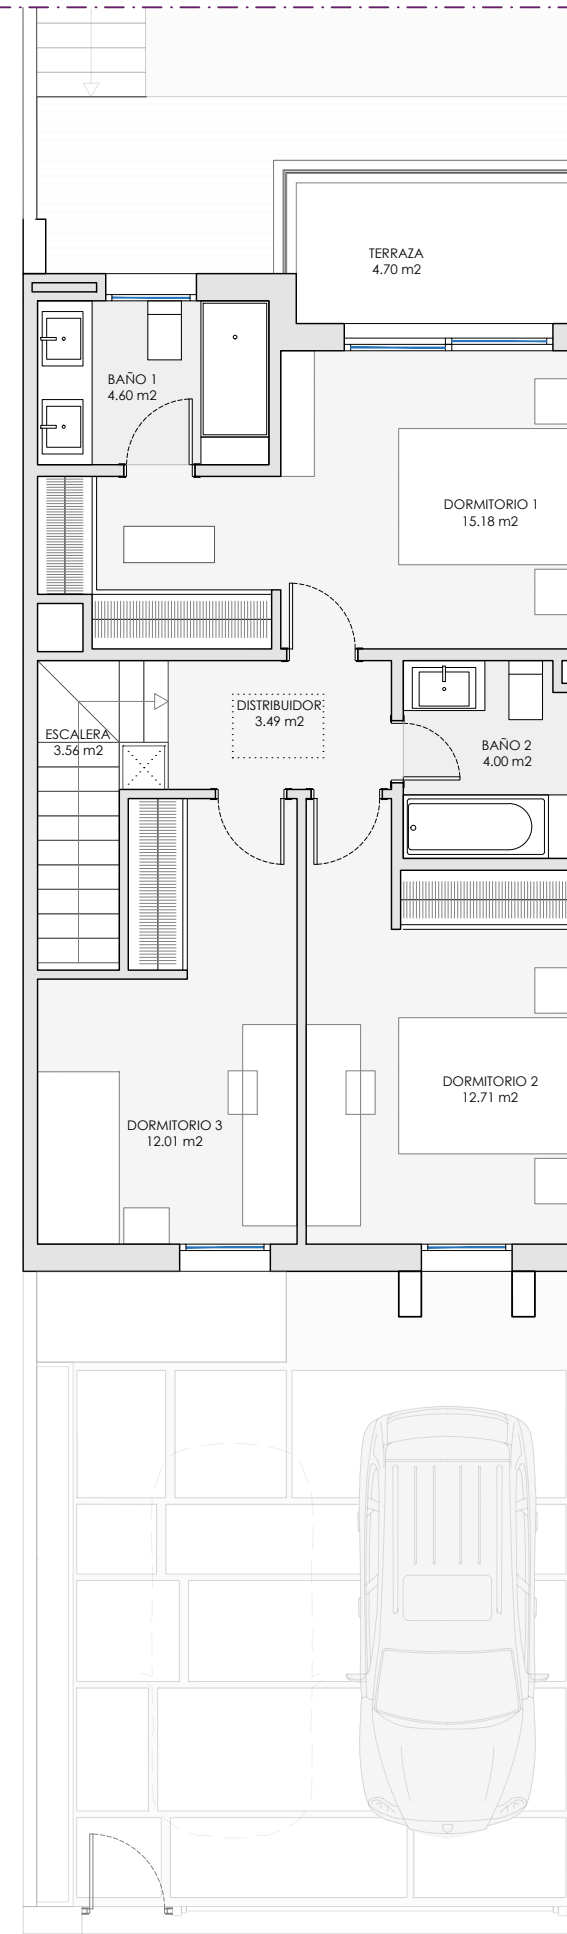 TERRAZA
4.70 m2
BAÑO 1
4.60 m2
DORMITORIO 1
15.18 m2
DISTRIBUIDOR
3.49 m2
ESCALERA
3.56 m2
BAÑO 2
4.00 m2
DORMITORIO 2
12.71 m2
DORMITORIO 3
12.01 m2